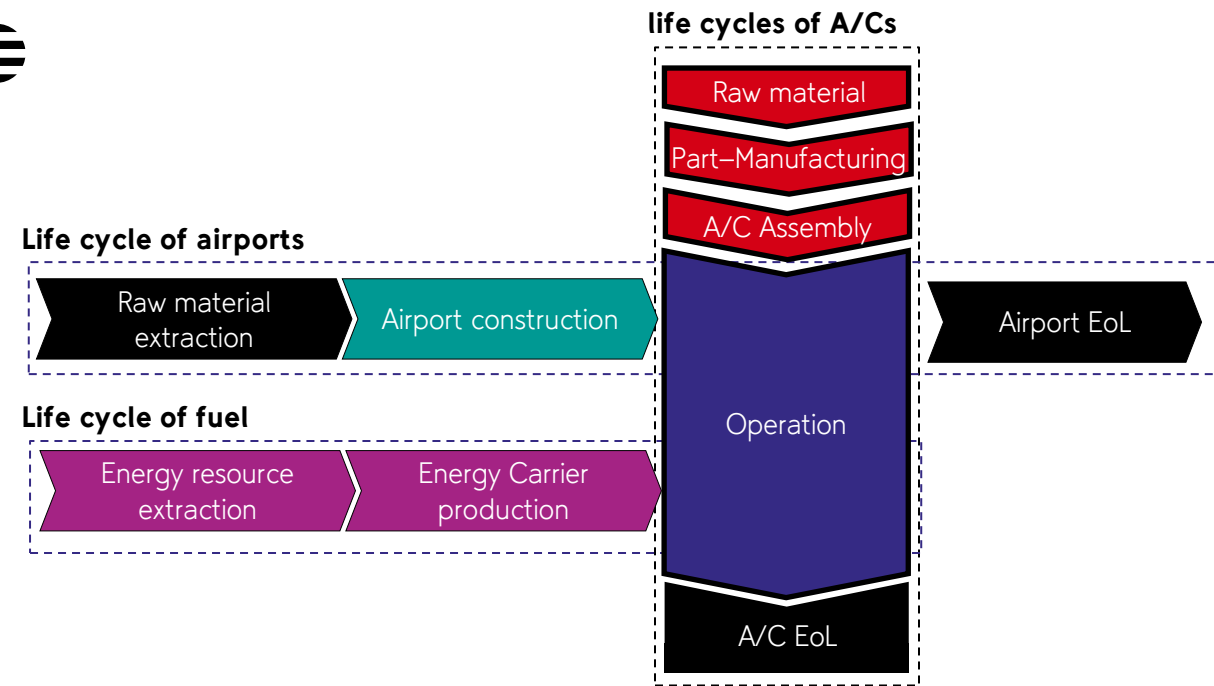 life cycles of A/Cs
Raw material
Part–Manufacturing
A/C Assembly
Life cycle of airports
Raw material
extraction
Airport construction
Airport EoL
Life cycle of fuel
Operation
Energy resource
extraction
Energy Carrier
production
A/C EoL